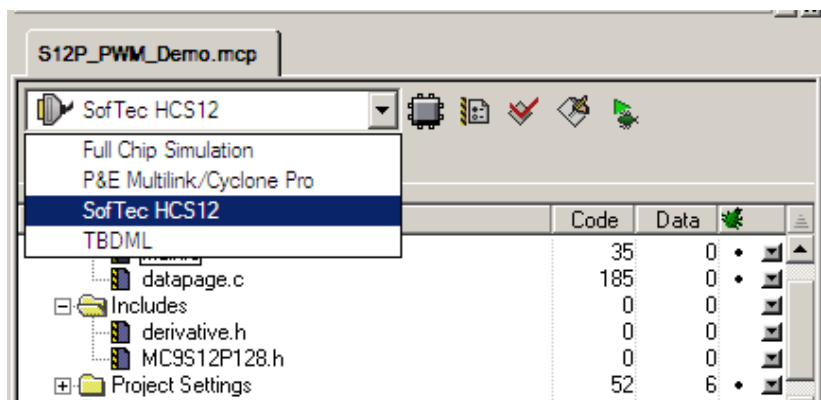 S12P_PWM_Demo.mcp
SofTec HCS12
Full Chip Simulation
P&E Multilink/Cyclone Pro
SofTec HCS12
TBDML
Code Data
35 0
datapage.c 185 0
Includes 0 0
derivative.h 0 0
MC9S12P128.h 0 0
Project Settings 52 6